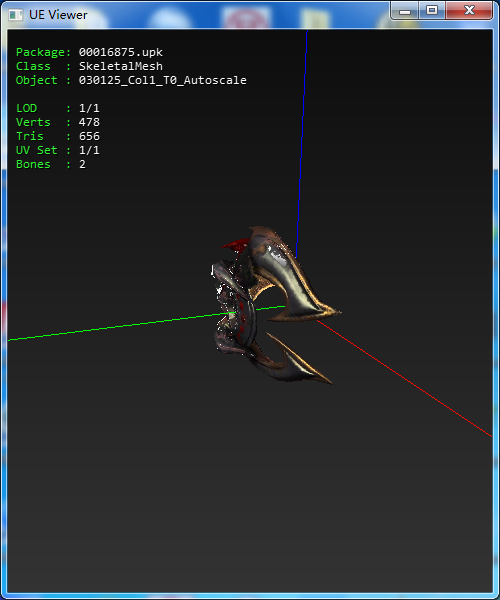 UE Viewer
Package: 00016875.upk
Class : SkeletalMesh
Object : 030125_Col1_T0_Autoscale
LOD : 1/1
Verts : 478
Tris : 656
UV Set : 1/1
Bones : 2